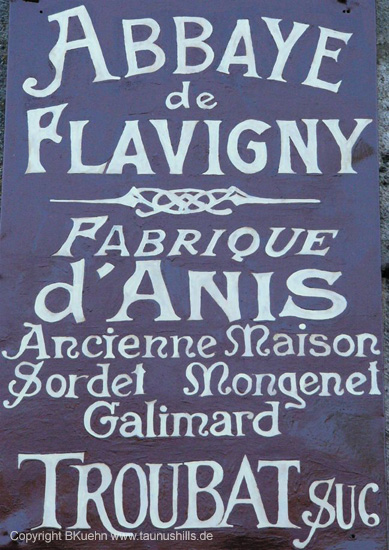 ABBAYE
de
FLAVIGNY
FABRIQUE
d'ANIS
Ancienne Maison
Sordet Mongenet
Galimard
TROUBAT SUC
Copyright BKuehn www.taunushills.de